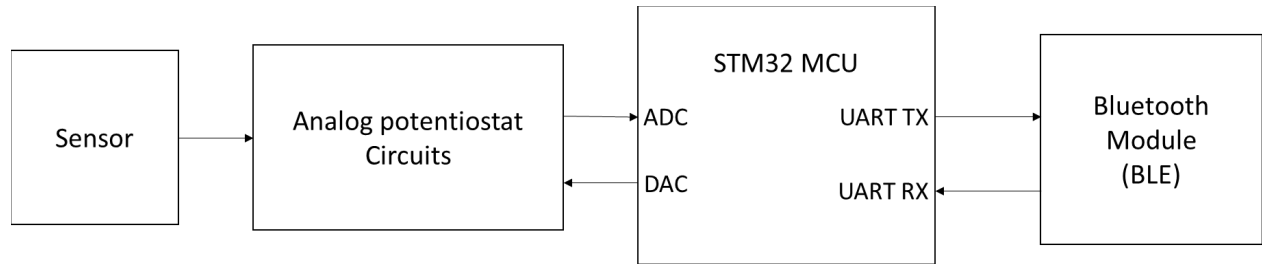 Sensor
Analog potentiostat
Circuits
STM32 MCU
ADC
DAC
UART TX
UART RX
Bluetooth
Module
(BLE)